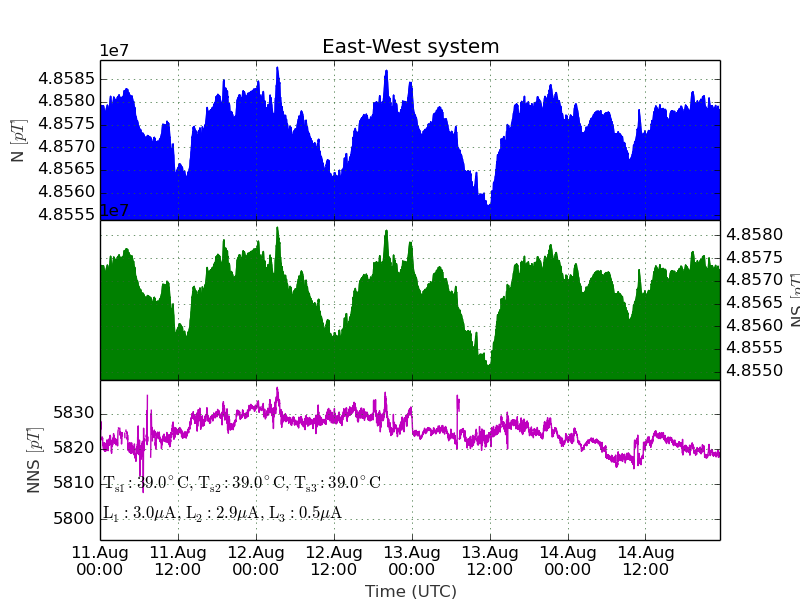 East-West system
1e7
4.8585
4.8580
4.8575
4.8570
4.8565
4.8560
4.8555
N [pT]
1e7
4.8580
4.8575
4.8570
4.8565
4.8560
4.8555
4.8550
NS [pT]
5830
5820
5810
5800
NNS [pT]
T_s1 : 39.0°C, T_s2 : 39.0°C, T_s3 : 39.0°C
L_1 : 3.0μA, L_2 : 2.9μA, L_3 : 0.5μA
11.Aug 11.Aug 12.Aug 12.Aug 13.Aug 13.Aug 14.Aug 14.Aug
00:00 12:00 00:00 12:00 00:00 12:00 00:00 12:00
Time (UTC)